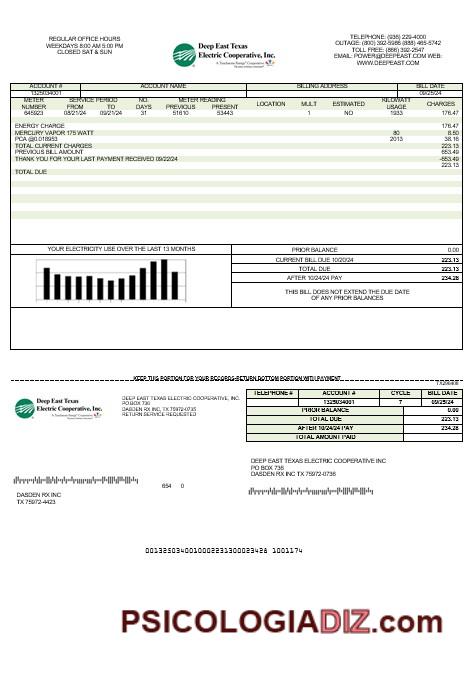 REGULAR OFFICE HOURS
WEEKDAYS 8:00 AM 5:00 PM
CLOSED SAT & SUN
Deep East Texas
Electric Cooperative, Inc.
TELEPHONE: (936) 229-4000
OUTAGE: (800) 392-5986 (888) 465-5742
TOLL FREE: (866) 392-2547
EMAIL: POWER@DEEPEAST.COM WEB:
WWW.DEEPEAST.COM
ACCOUNT # ACCOUNT NAME BILLING ADDRESS BILL DATE
1325034001 09/25/24
METER NUMBER SERVICE PERIOD FROM TO NO. DAYS METER READING PREVIOUS PRESENT LOCATION MULT ESTIMATED KILOWATT USAGE CHARGES
645923 08/21/24 09/21/24 31 51610 53443 1 NO 1933 176.47
ENERGY CHARGE 176.47
MERCURY VAPOR 175 WATT 80 8.50
PCA @0.018953 2013 38.16
TOTAL CURRENT CHARGES 223.13
PREVIOUS BILL AMOUNT 653.49
THANK YOU FOR YOUR LAST PAYMENT RECEIVED 09/22/24 -653.49
223.13
TOTAL DUE
YOUR ELECTRICITY USE OVER THE LAST 13 MONTHS
PRIOR BALANCE 0.00
CURRENT BILL DUE 10/20/24 223.13
TOTAL DUE 223.13
AFTER 10/24/24 PAY 234.28
THIS BILL DOES NOT EXTEND THE DUE DATE
OF ANY PRIOR BALANCES
KEEP THIS PORTION FOR YOUR RECORDS-RETURN BOTTOM PORTION WITH PAYMENT
Deep East Texas
Electric Cooperative, Inc.
DEEP EAST TEXAS ELECTRIC COOPERATIVE, INC.
PO BOX 736
DASDEN RX INC, TX 75972-0735
RETURN SERVICE REQUESTED
TELEPHONE # ACCOUNT # CYCLE BILL DATE
1325034001 7 09/25/24
PRIOR BALANCE 0.00
TOTAL DUE 223.13
AFTER 10/24/24 PAY 234.28
TOTAL AMOUNT PAID
DEEP EAST TEXAS ELECTRIC COOPERATIVE INC
PO BOX 736
DASDEN RX INC TX 75972-0736
654 0
DASDEN RX INC
TX 75972-4423
PSICOLOGIADIZ.com